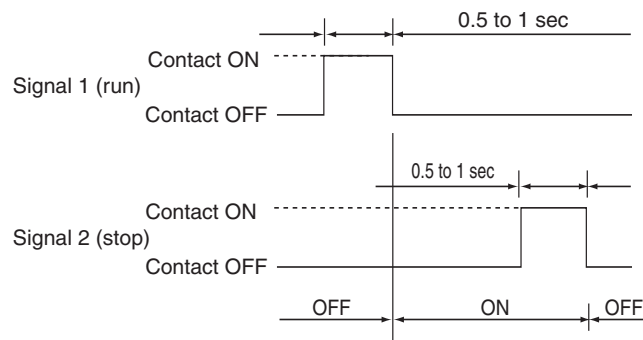 0.5 to 1 sec
Contact ON
Signal 1 (run)
Contact OFF
0.5 to 1 sec
Contact ON
Signal 2 (stop)
Contact OFF
OFF ON OFF